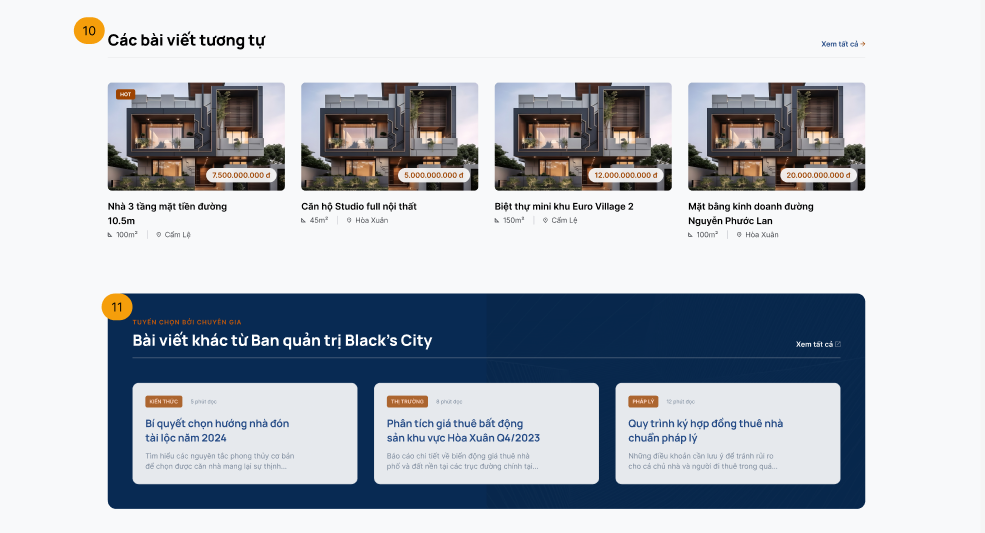 10
Các bài viết tương tự
Xem tất cả →
HOT
7.500.000.000 đ
5.000.000.000 đ
12.000.000.000 đ
20.000.000.000 đ
Nhà 3 tầng mặt tiền đường
10.5m
100m²
Cẩm Lệ
Căn hộ Studio full nội thất
45m²
Hòa Xuân
Biệt thự mini khu Euro Village 2
150m²
Cẩm Lệ
Mặt bằng kinh doanh đường
Nguyễn Phước Lan
100m²
Hòa Xuân
11
TUYỂN CHỌN BỞI CHUYÊN GIA
Bài viết khác từ Ban quản trị Black's City
Xem tất cả
KIẾN THỨC
5 phút đọc
Bí quyết chọn hướng nhà đón
tài lộc năm 2024
Tìm hiểu các nguyên tắc phong thủy cơ bản
để chọn được căn nhà mang lại sự thịnh...
THỊ TRƯỜNG
8 phút đọc
Phân tích giá thuê bất động
sản khu vực Hòa Xuân Q4/2023
Báo cáo chi tiết về biến động giá thuê nhà
phố và đất nền tại các trục đường chính tại...
PHÁP LÝ
12 phút đọc
Quy trình ký hợp đồng thuê nhà
chuẩn pháp lý
Những điều khoản cần lưu ý để tránh rủi ro
cho cả chủ nhà và người đi thuê trong quá...